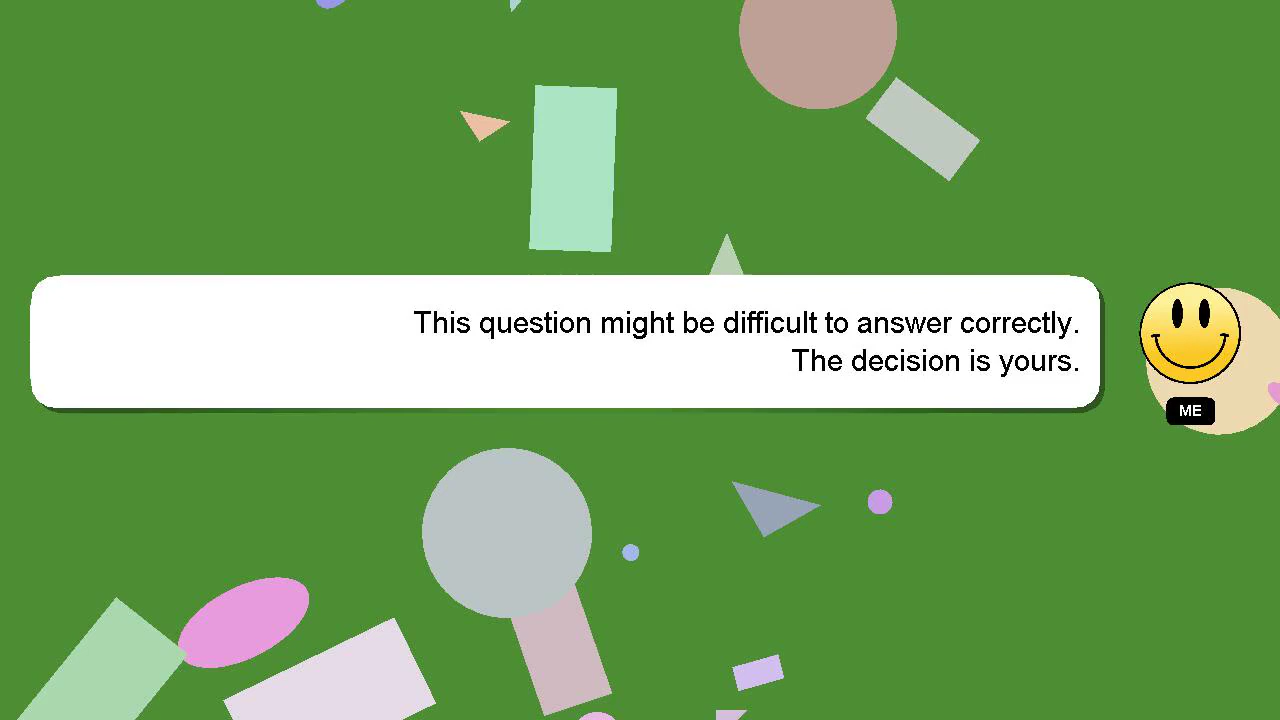 This question might be difficult to answer correctly.
The decision is yours.
ME